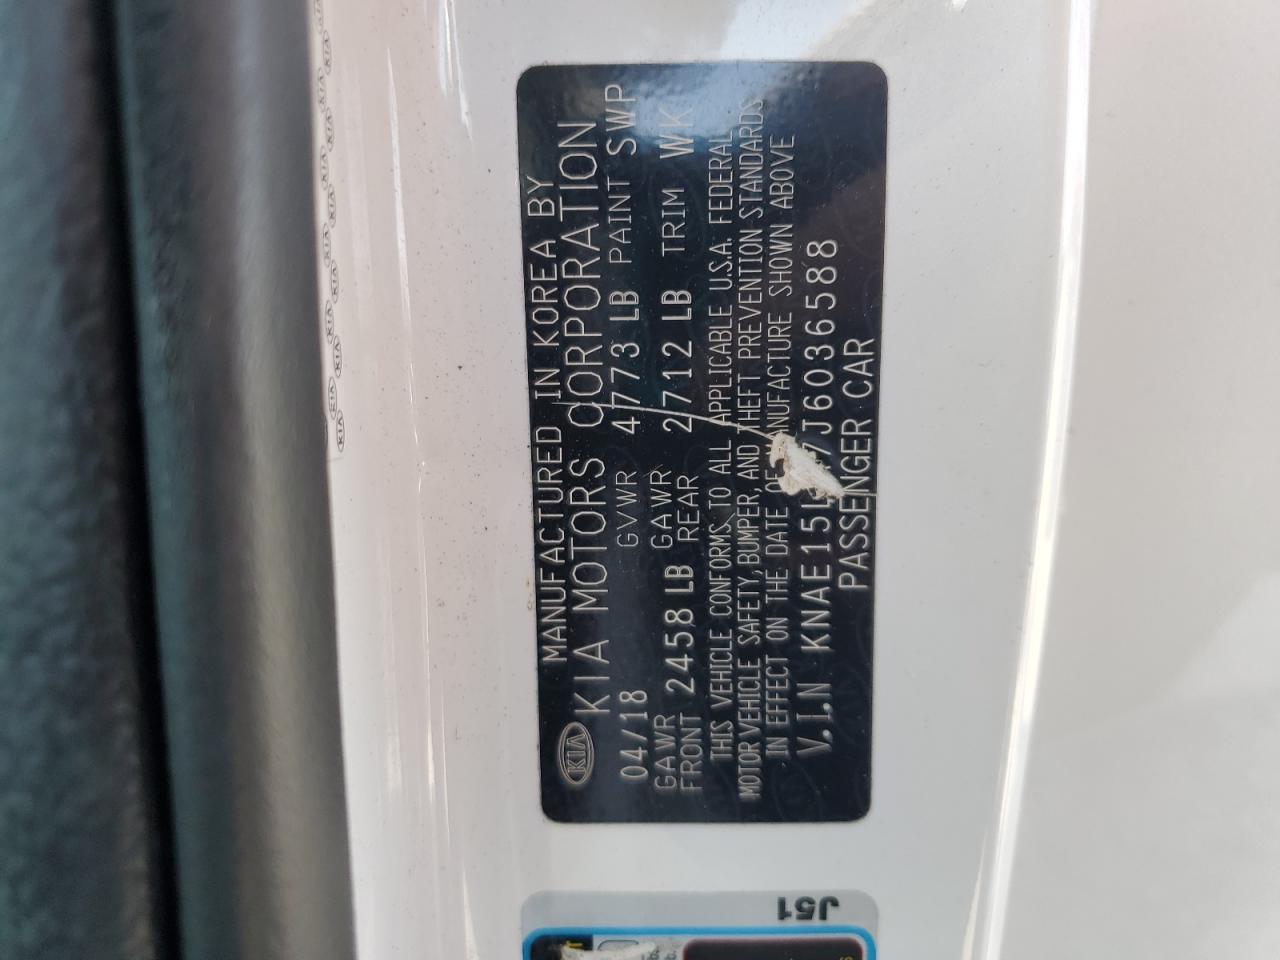 MANUFACTURED IN KOREA BY
KIA KIA MOTORS CORPORATION
04/18 GVWR 4773 LB PAINT SWP
GAWR FRONT 2458 LB GAWR REAR 2712 LB TRIM WK
THIS VEHICLE CONFORMS TO ALL APPLICABLE U.S.A. FEDERAL
MOTOR VEHICLE SAFETY, BUMPER, AND THEFT PREVENTION STANDARDS
IN EFFECT ON THE DATE OF MANUFACTURE SHOWN ABOVE
V.I.N
PASSENGER CAR
J51